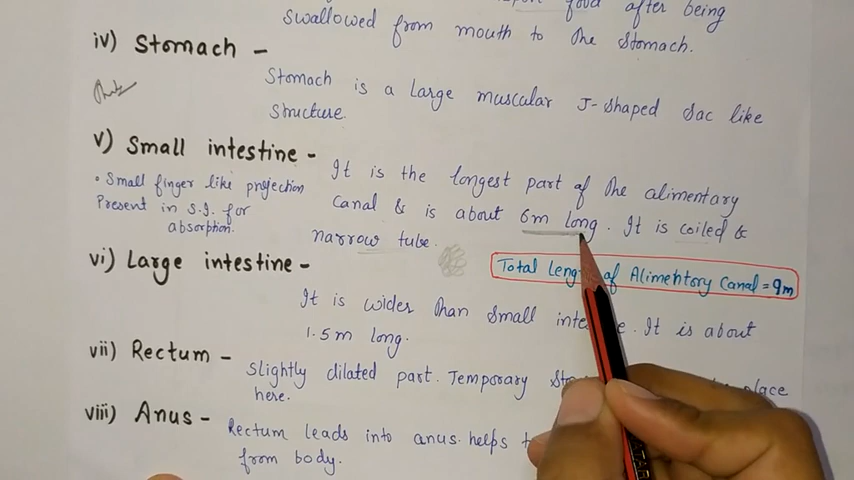 food after being
swallowed from mouth to the stomach.
iv) Stomach -
Stomach is a large muscular J-shaped sac like
structure.
v) Small intestine -
It is the longest part of the alimentary
canal & is about 6m long. It is coiled &
narrow tube.
• Small finger like projection
Present in S.I. for
absorption.
Total Length of Alimentory Canal = 9m
vi) Large intestine -
It is wider than small. It is about
1.5m long.
vii) Rectum -
Slightly dilated part. Temporary place
here.
viii) Anus -
Rectum leads into anus. helps
from body.